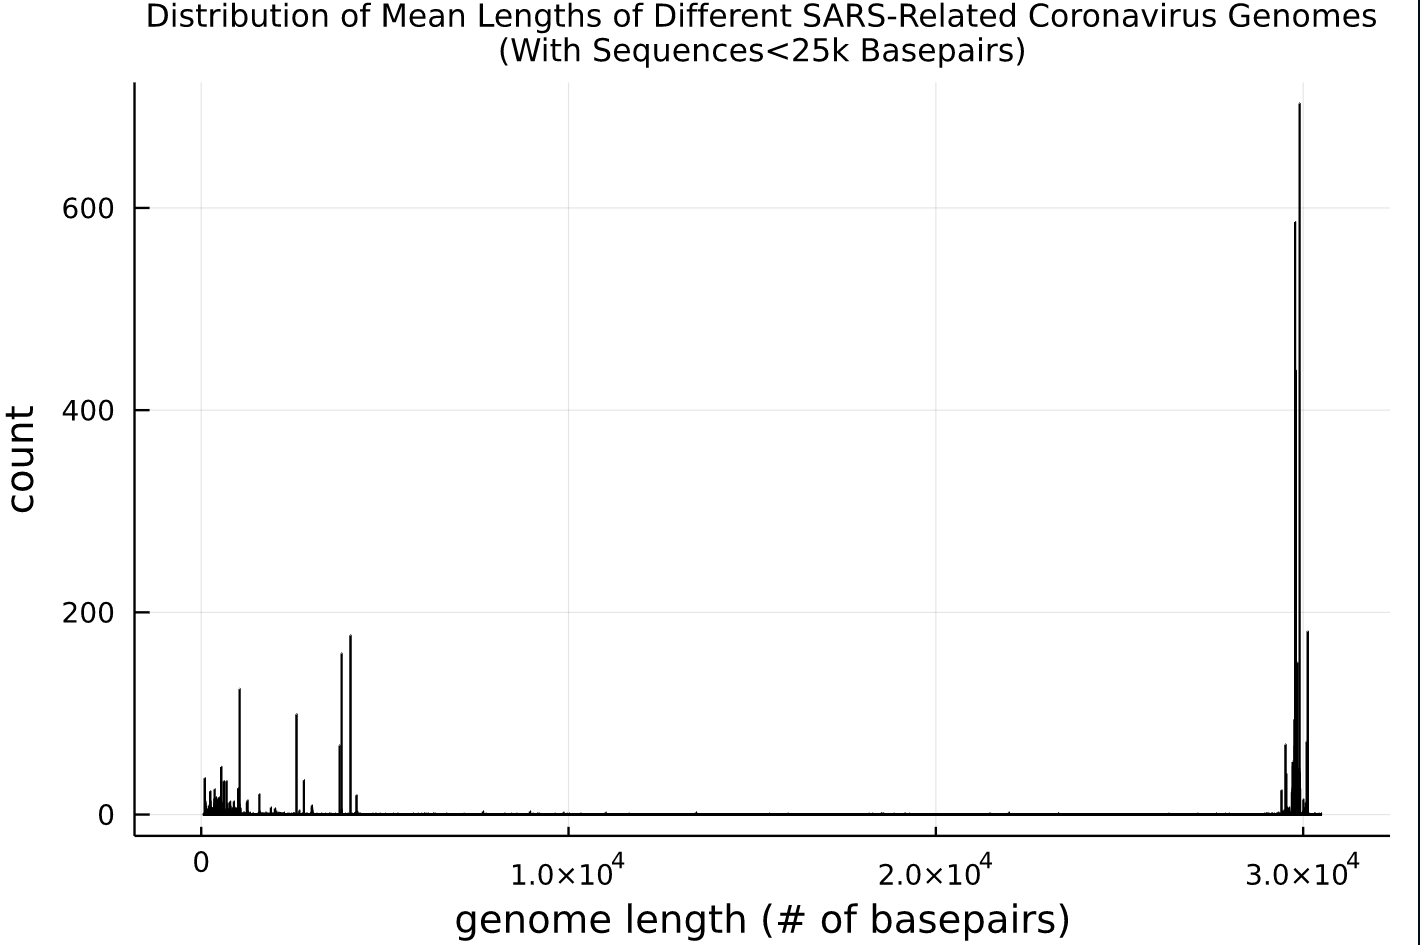 Distribution of Mean Lengths of Different SARS-Related Coronavirus Genomes
(With Sequences<25k Basepairs)
600
400
200
0
count
0 1.0×10⁴ 2.0×10⁴ 3.0×10⁴
genome length (# of basepairs)